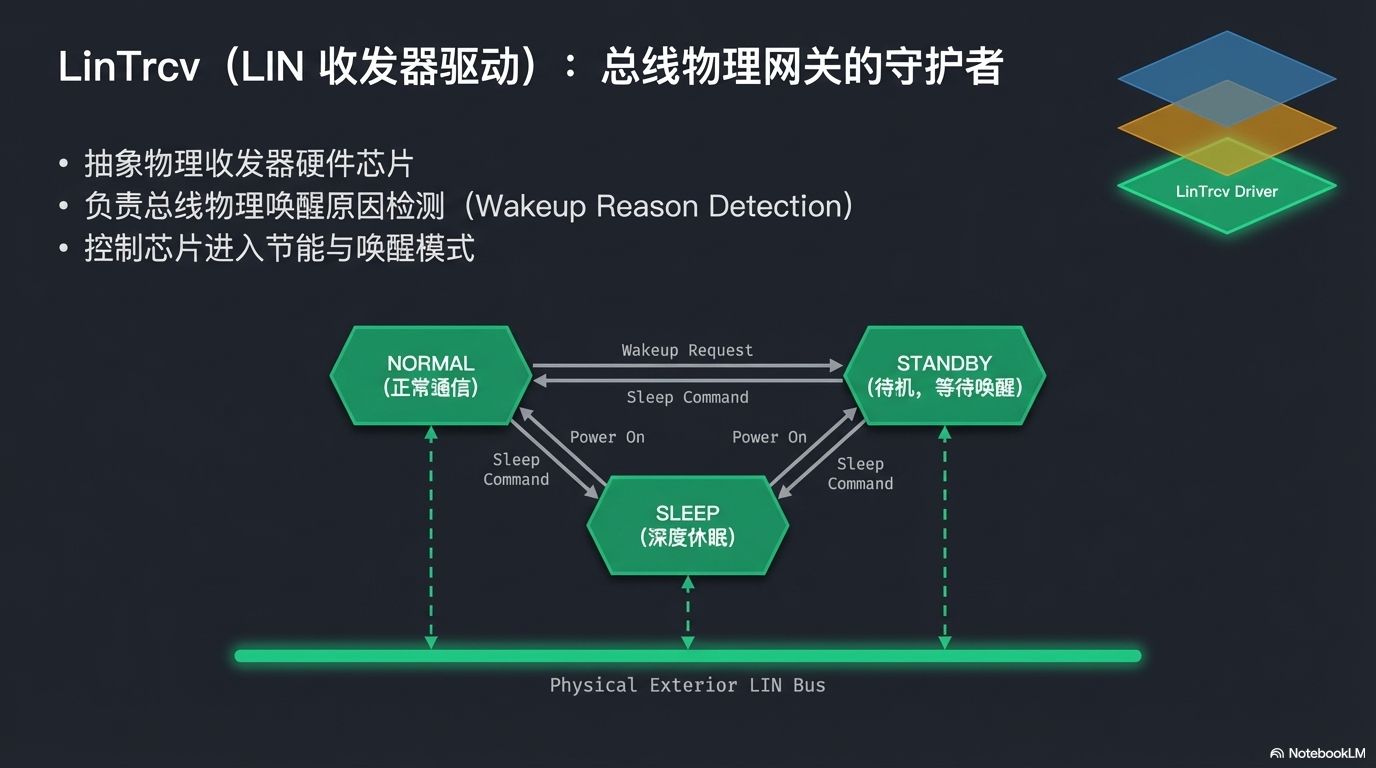 LinTrcv（LIN 收发器驱动）：总线物理网关的守护者
LinTrcv Driver
• 抽象物理收发器硬件芯片
• 负责总线物理唤醒原因检测（Wakeup Reason Detection）
• 控制芯片进入节能与唤醒模式
NORMAL
（正常通信）
Wakeup Request
Sleep Command
STANDBY
（待机，等待唤醒）
Power On
Sleep
Command
Power On
Sleep
Command
SLEEP
（深度休眠）
Physical Exterior LIN Bus
NotebookLM